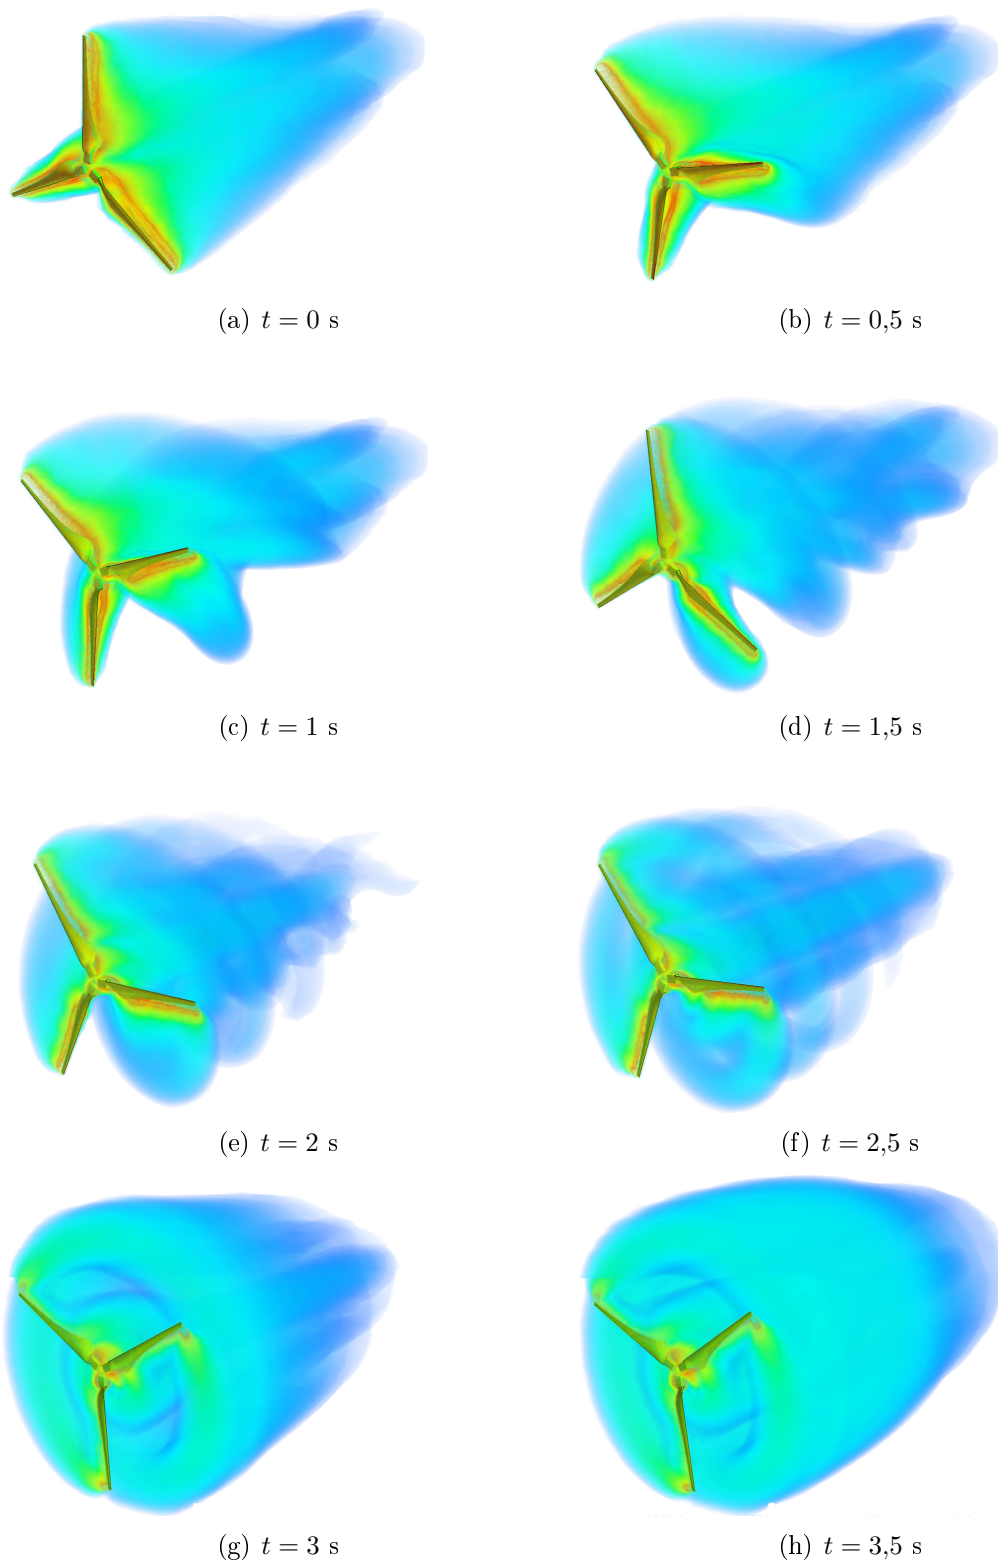 (a) t = 0 s
(b) t = 0,5 s
(c) t = 1 s
(d) t = 1,5 s
(e) t = 2 s
(f) t = 2,5 s
(g) t = 3 s
(h) t = 3,5 s